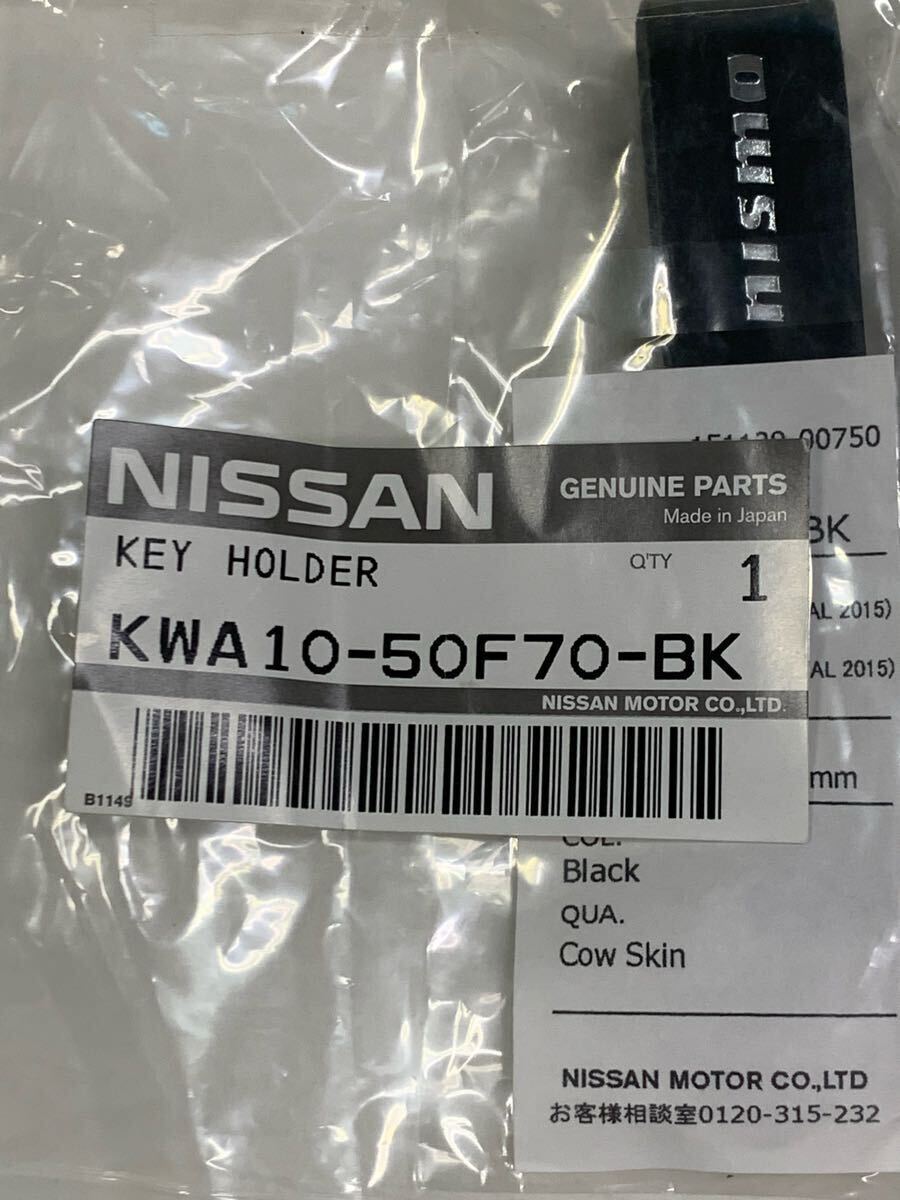 nismo
00750
NISSAN
GENUINE PARTS
Made in Japan
KEY HOLDER
Q'TY
1
BK
KWA10-50F70-BK
AL 2015)
AL 2015)
NISSAN MOTOR CO.,LTD.
mm
B1149
COL.
Black
QUA.
Cow Skin
NISSAN MOTOR CO.,LTD
お客様相談室0120-315-232